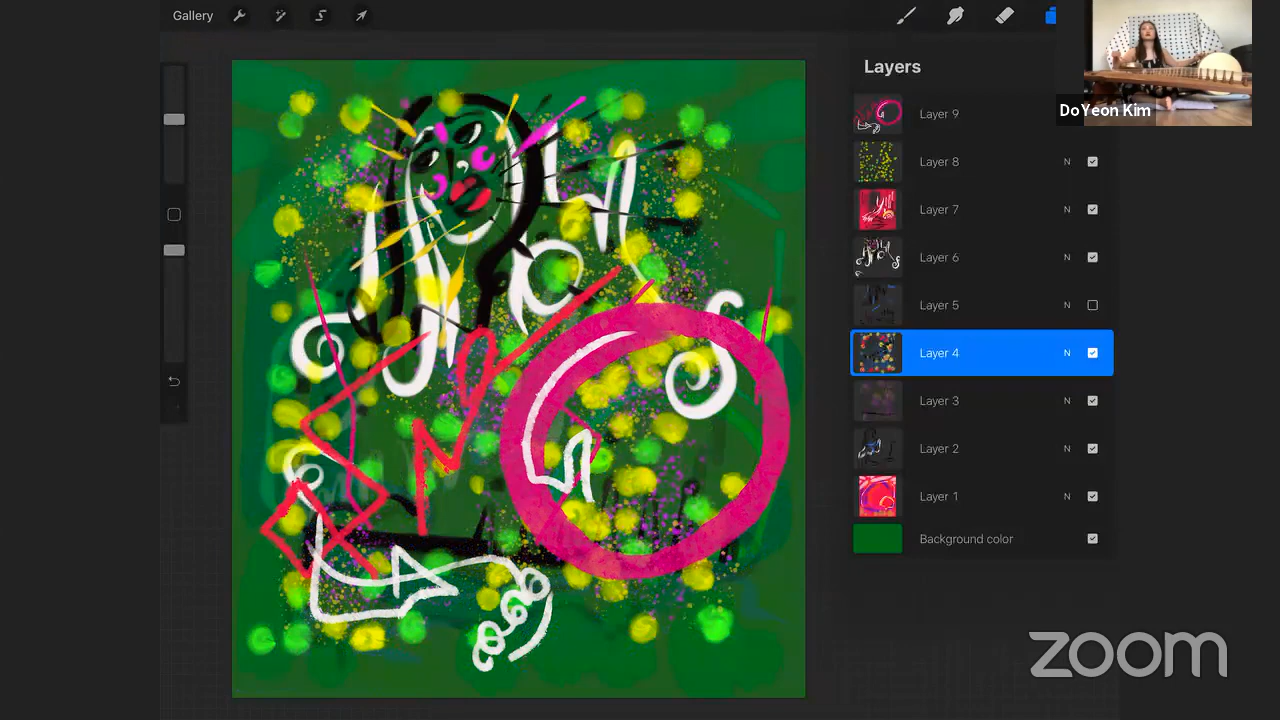 Gallery
Layers
Layer 9
Layer 8 N
Layer 7 N
Layer 6 N
Layer 5 N
Layer 4 N
Layer 3 N
Layer 2 N
Layer 1 N
Background color
DoYeon Kim
zoom